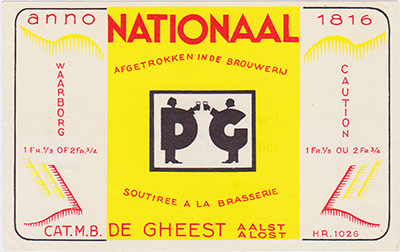 anno
NATIONAAL
1816
AFGETROKKEN IN DE BROUWERIJ
WAARBORG
CAUTION
PG
1 FR. 1/3 OF 2 FR. 3/4
1 FR. 1/3 OU 2 FR 3/4
SOUTIREE A LA BRASSERIE
CAT. M. B. DE GHEEST AALST
ALOST
H.R. 1026